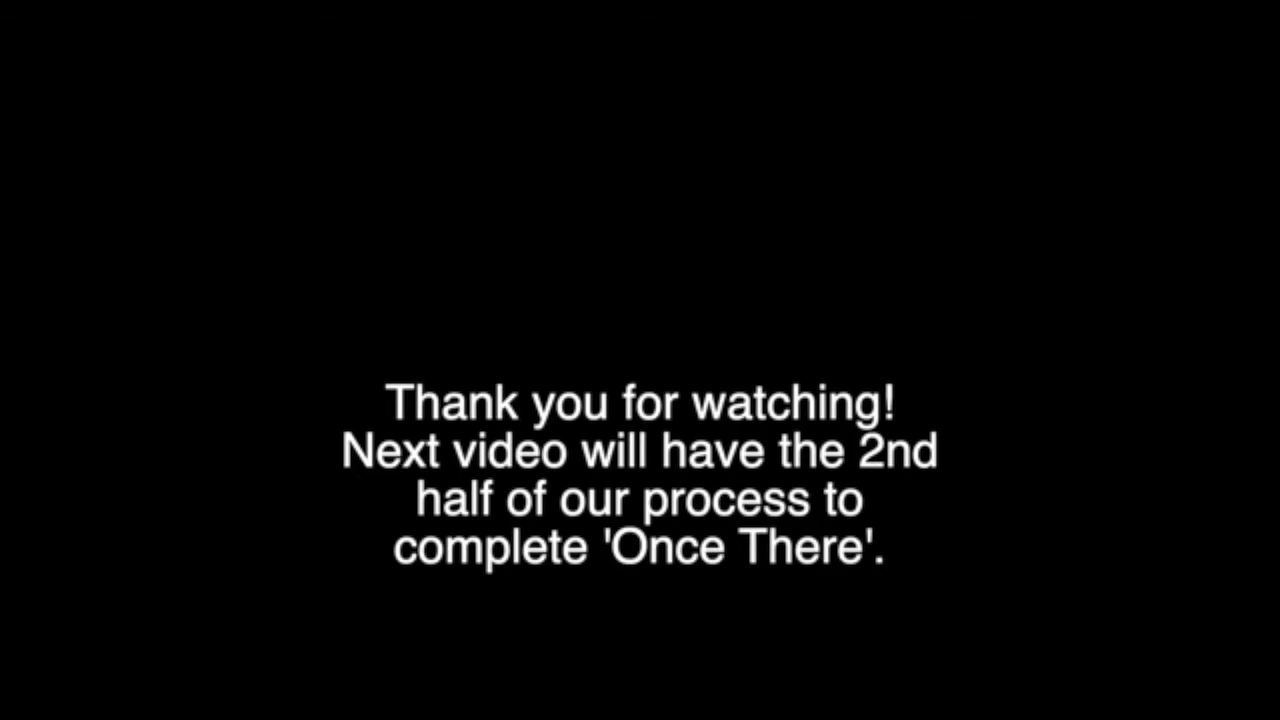 Thank you for watching!
Next video will have the 2nd
half of our process to
complete 'Once There'.